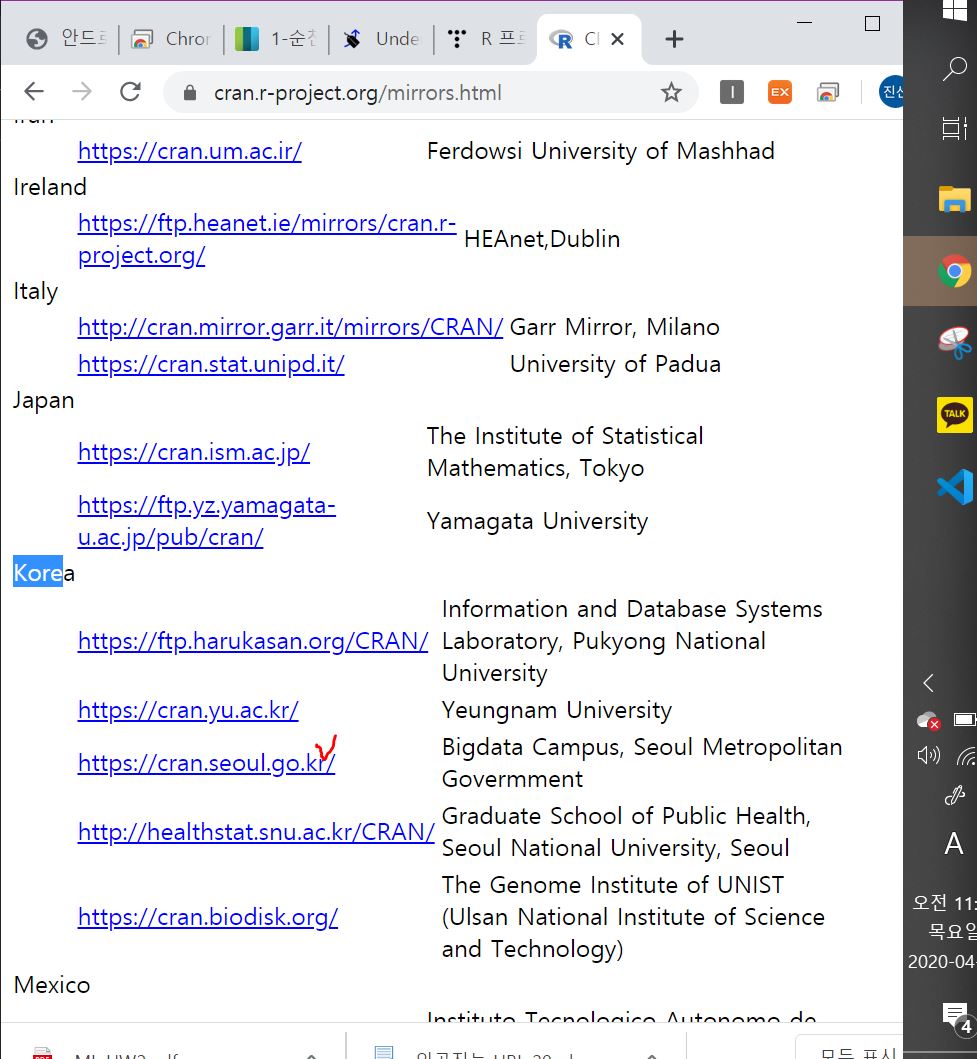 Chror
1-순천
Unde
R 프로
cran.r-project.org/mirrors.html
EX
Iran
https://cran.um.ac.ir/ Ferdowsi University of Mashhad
Ireland
https://ftp.heanet.ie/mirrors/cran.r-
project.org/
HEAnet,Dublin
Italy
http://cran.mirror.garr.it/mirrors/CRAN/ Garr Mirror, Milano
https://cran.stat.unipd.it/ University of Padua
Japan
https://cran.ism.ac.jp/
The Institute of Statistical
Mathematics, Tokyo
https://ftp.yz.yamagata-
u.ac.jp/pub/cran/
Yamagata University
Korea
https://ftp.harukasan.org/CRAN/
Information and Database Systems
Laboratory, Pukyong National
University
https://cran.yu.ac.kr/ Yeungnam University
https://cran.seoul.go.kr/
Bigdata Campus, Seoul Metropolitan
Govermment
http://healthstat.snu.ac.kr/CRAN/
Graduate School of Public Health,
Seoul National University, Seoul
https://cran.biodisk.org/
The Genome Institute of UNIST
(Ulsan National Institute of Science
and Technology)
Mexico
Instituto Tecnologico Autonomo de
TALK
A
오전 11:
목요일
2020-04-
4